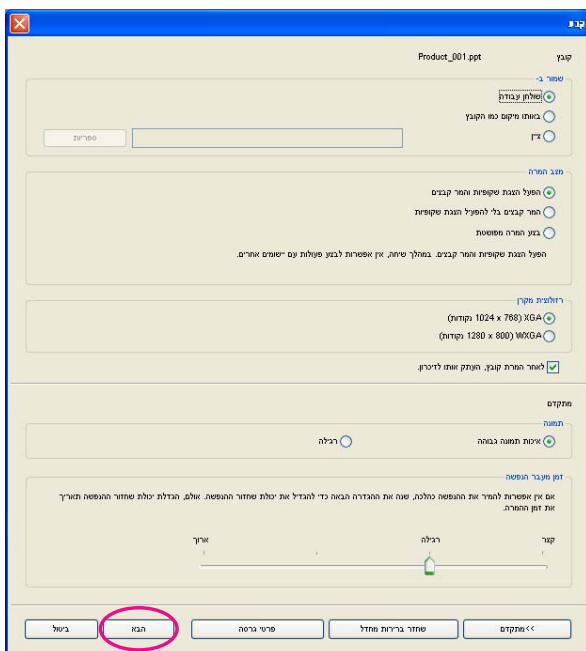 קבע
קובץ Product_001.ppt
שמור ב-
שולחן עבודה
באותו מיקום כמו הקובץ
ציין ספריות
מצב המרה
הפעל הצגת שקופיות והמר קבצים
המר קבצים בלי להפעיל הצגת שקופיות
בצע המרה מפושטת
הפעל הצגת שקופיות והמר קבצים. במהלך שיחה, אין אפשרות לבצע פעולות עם יישומים אחרים.
רזולוצית מקרן
XGA (1024 x 768 נקודות)
WXGA (1280 x 800 נקודות)
לאחר המרת קובץ, העתק אותו לזיכרון.
מתקדם
תמונה
איכות תמונה גבוהה רגילה
זמן מעבר הנפשה
אם אין אפשרות להמיר את ההנפשה כהלכה, שנה את ההגדרה הבאה כדי להגדיל את יכולת שחזור ההנפשה. אולם, הגדלת יכולת שחזור ההנפשה תאריך
את זמן ההמרה.
קצר רגילה ארוך
מתקדם>> שחזר ברירות מחדל פרטי גרסה הבא ביטול